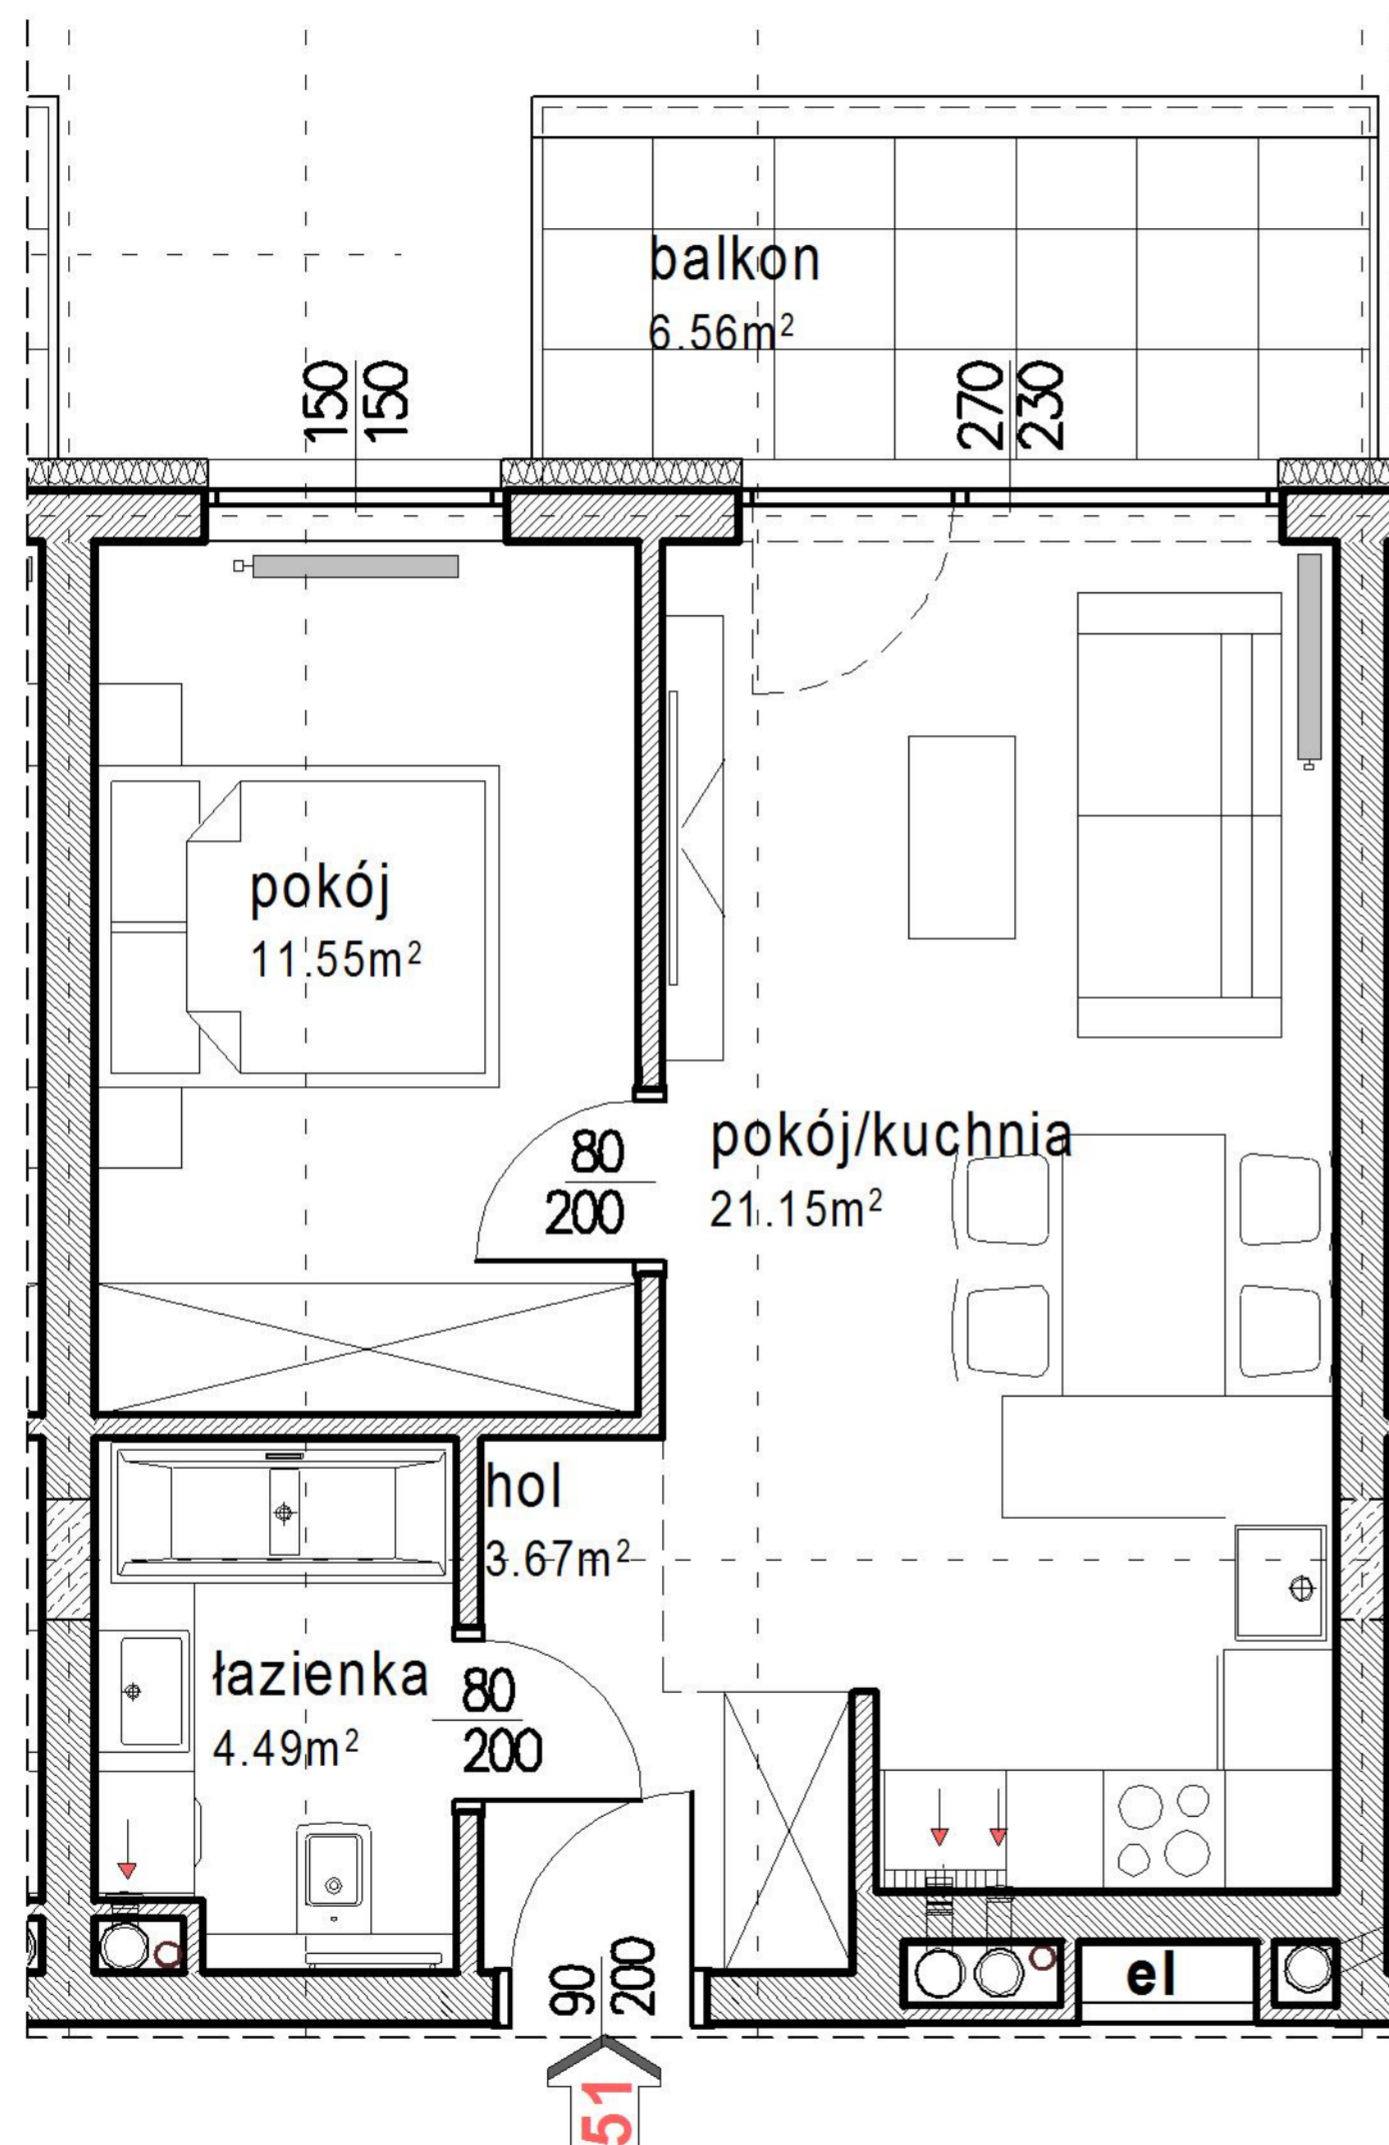 balkon
6.56m²
150
150
270
230
pokój
11.55m²
80
200
pokój/kuchnia
21.15m²
hol
3.67m²
łazienka
4.49m²
80
200
90
200
el
51